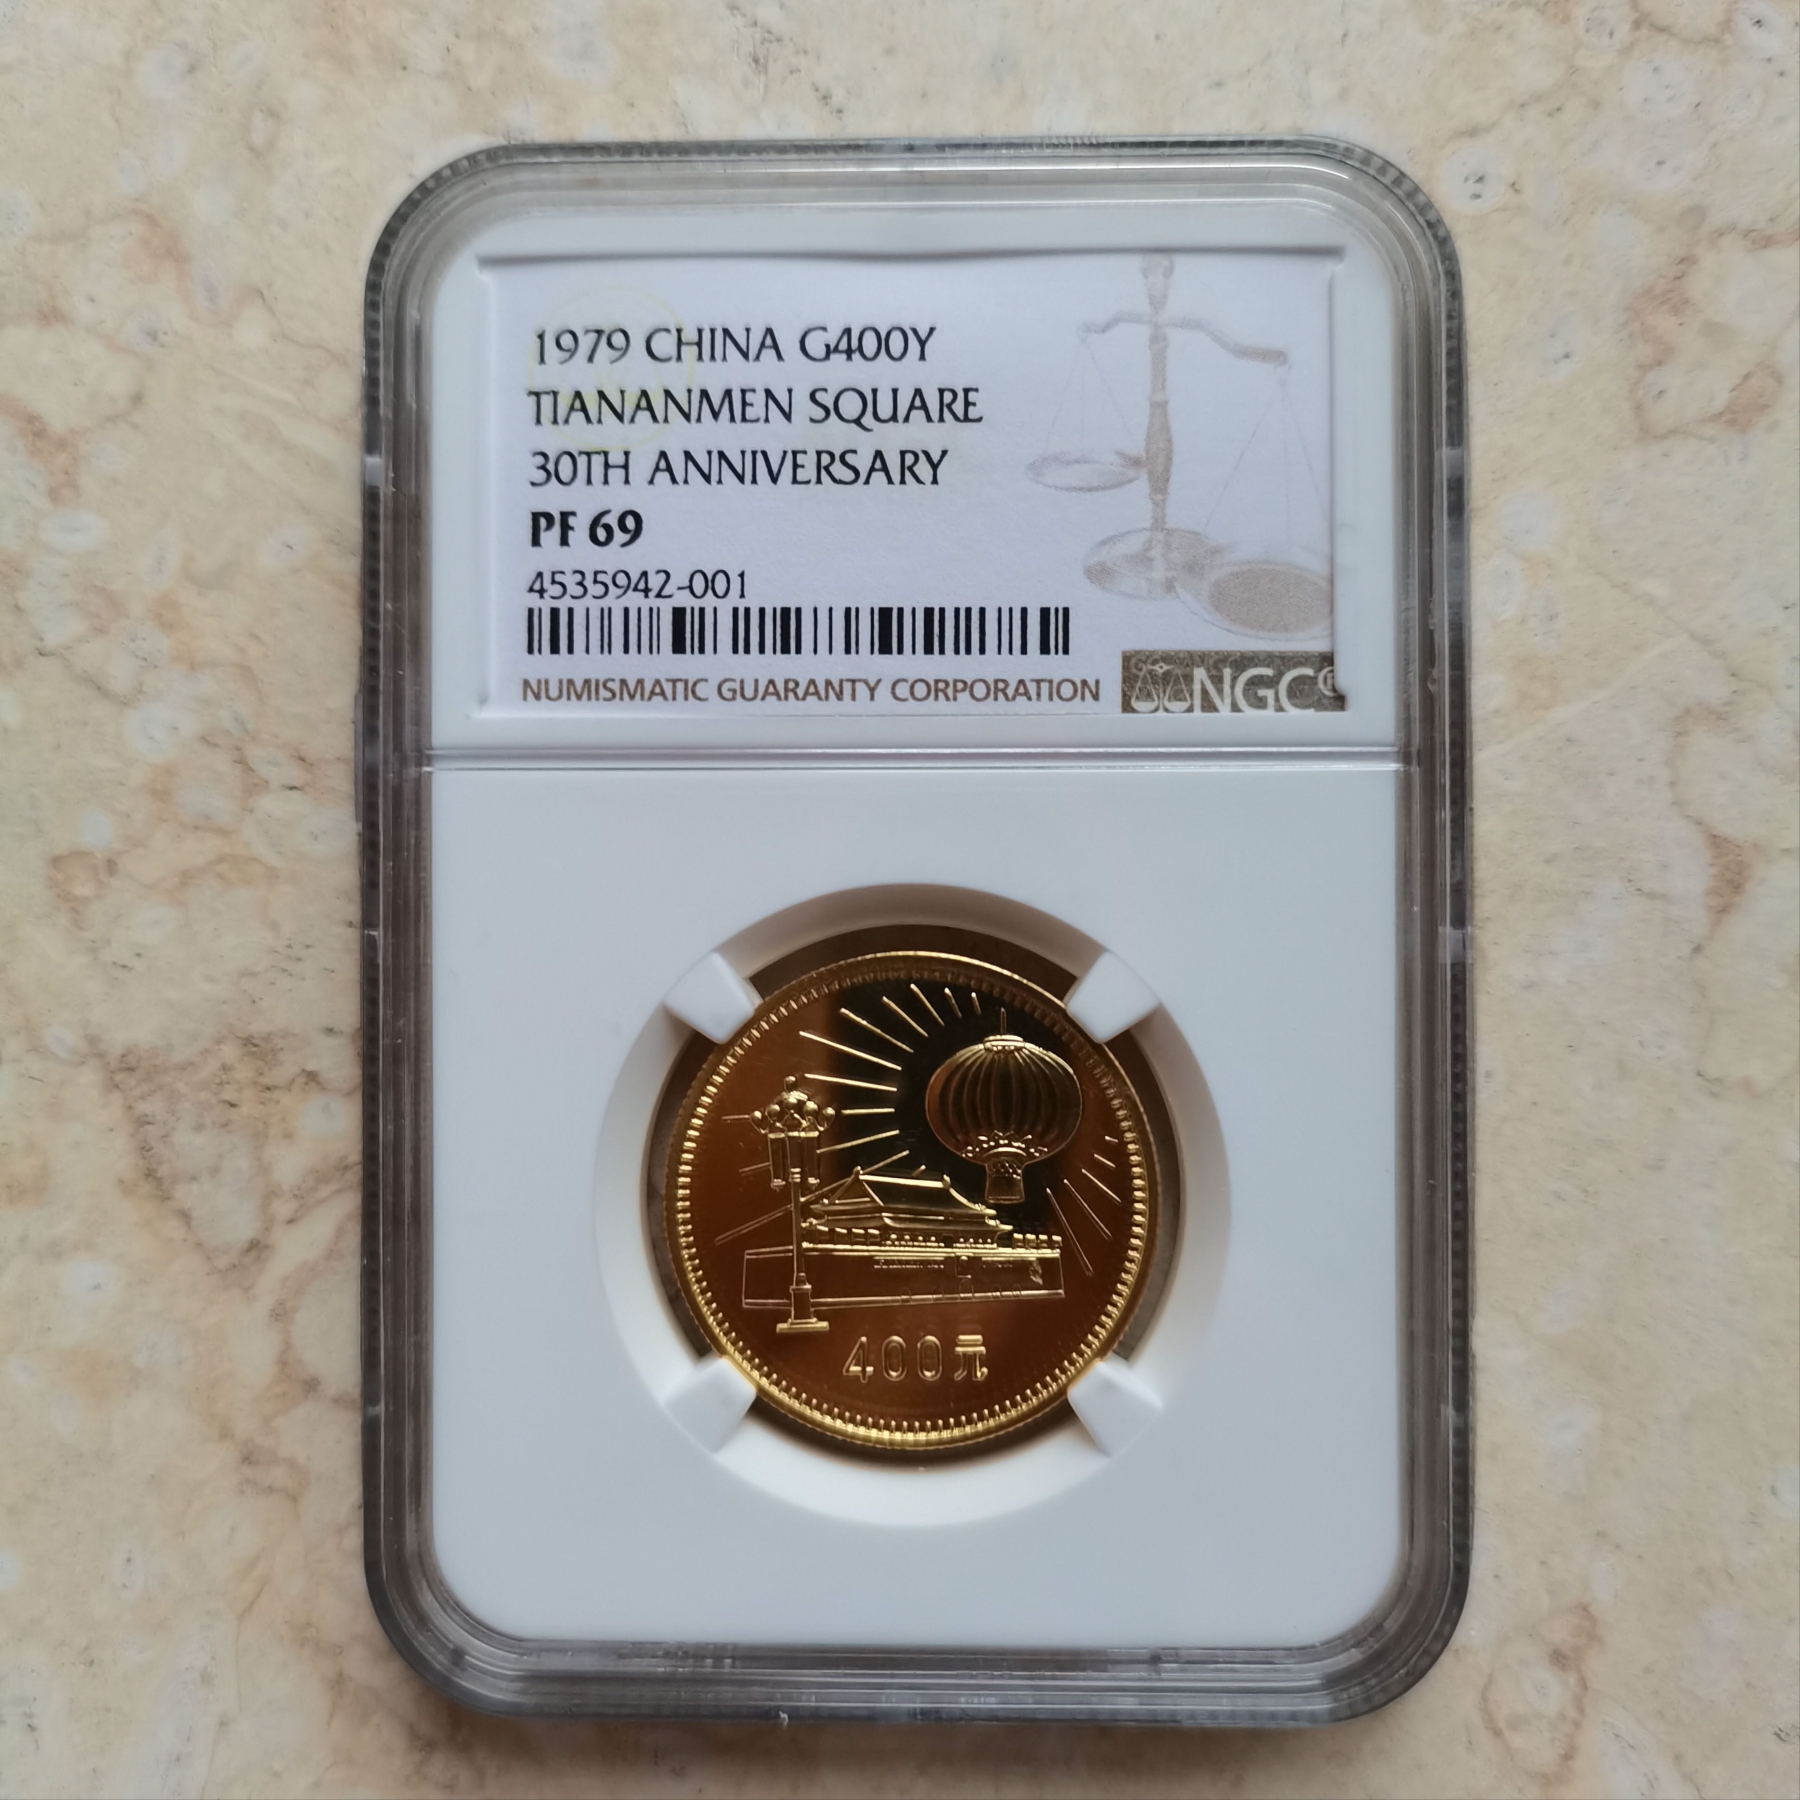 1979 CHINA G400Y
TIANANMEN SQUARE
30TH ANNIVERSARY
PF 69
4535942-001
NUMISMATIC GUARANTY CORPORATION
NGC®
400元